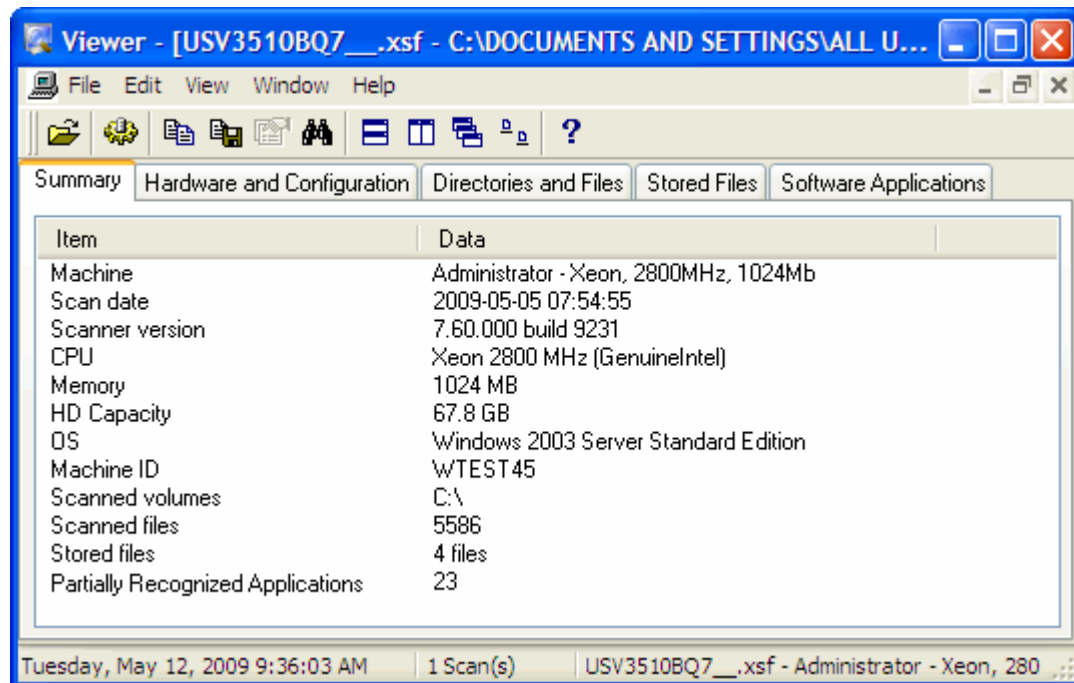 Viewer - [USV3510BQ7__.xsf - C:\DOCUMENTS AND SETTINGS\ALL U...
File Edit View Window Help
Summary Hardware and Configuration Directories and Files Stored Files Software Applications
Item Data
Machine Administrator - Xeon, 2800MHz, 1024Mb
Scan date 2009-05-05 07:54:55
Scanner version 7.60.000 build 9231
CPU Xeon 2800 MHz (GenuineIntel)
Memory 1024 MB
HD Capacity 67.8 GB
OS Windows 2003 Server Standard Edition
Machine ID WTEST45
Scanned volumes C:\
Scanned files 5586
Stored files 4 files
Partially Recognized Applications 23
Tuesday, May 12, 2009 9:36:03 AM 1 Scan(s) USV3510BQ7__.xsf - Administrator - Xeon, 280